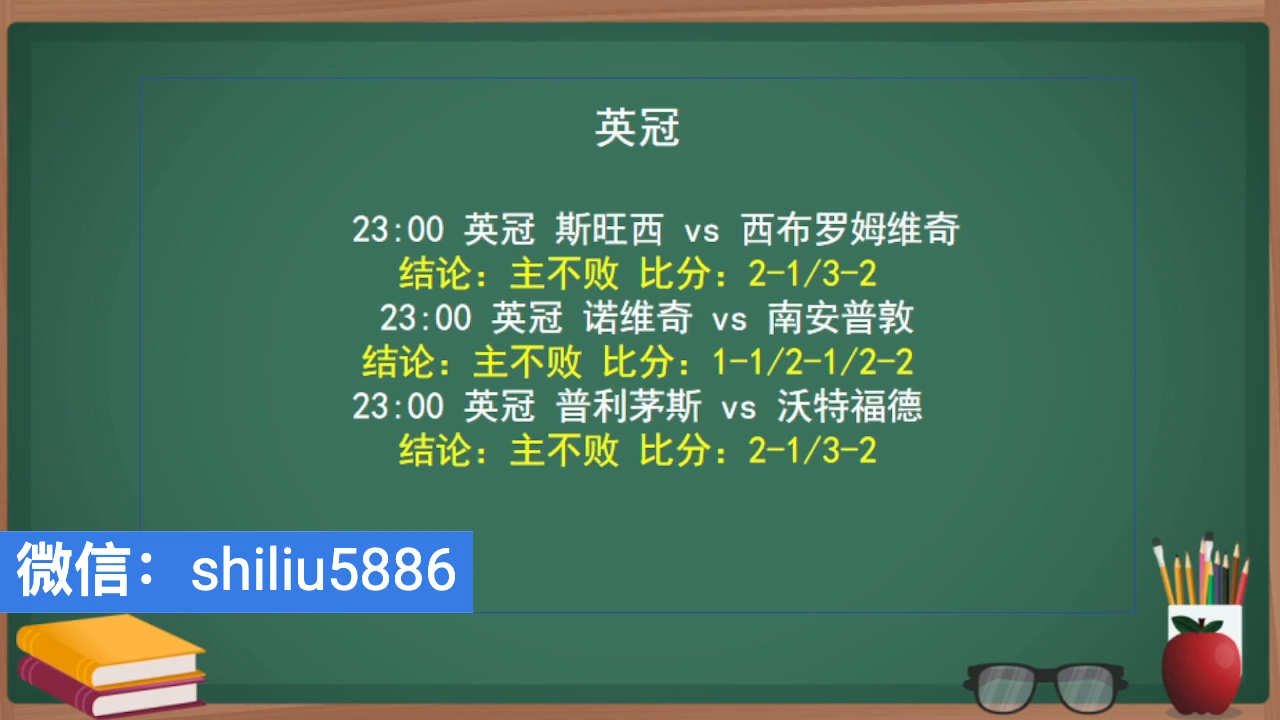 英冠
23:00 英冠 斯旺西 vs 西布罗姆维奇
结论：主不败 比分：2-1/3-2
23:00 英冠 诺维奇 vs 南安普敦
结论：主不败 比分：1-1/2-1/2-2
23:00 英冠 普利茅斯 vs 沃特福德
结论：主不败 比分：2-1/3-2
微信：shiliu5886